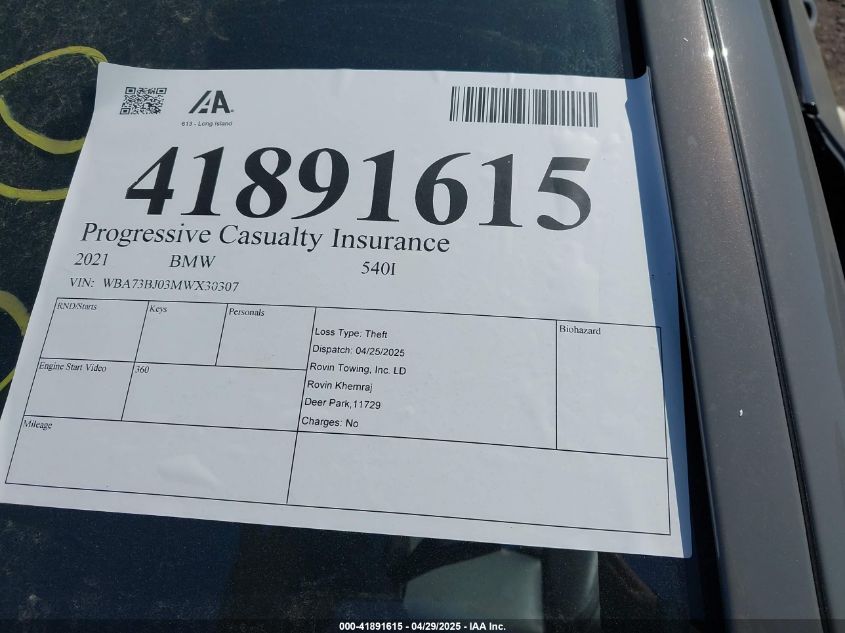 IAA
613 - Long Island
41891615
Progressive Casualty Insurance
2021 BMW 540I
VIN: WBA73BJ03MWX30307
RND/Starts Keys Personals
Loss Type: Theft
Dispatch: 04/25/2025
Rovin Towing, Inc. LD
Rovin Khemraj
Deer Park,11729
Charges: No
Biohazard
Engine Start Video 360
Mileage
000-41891615 - 04/29/2025 - IAA Inc.